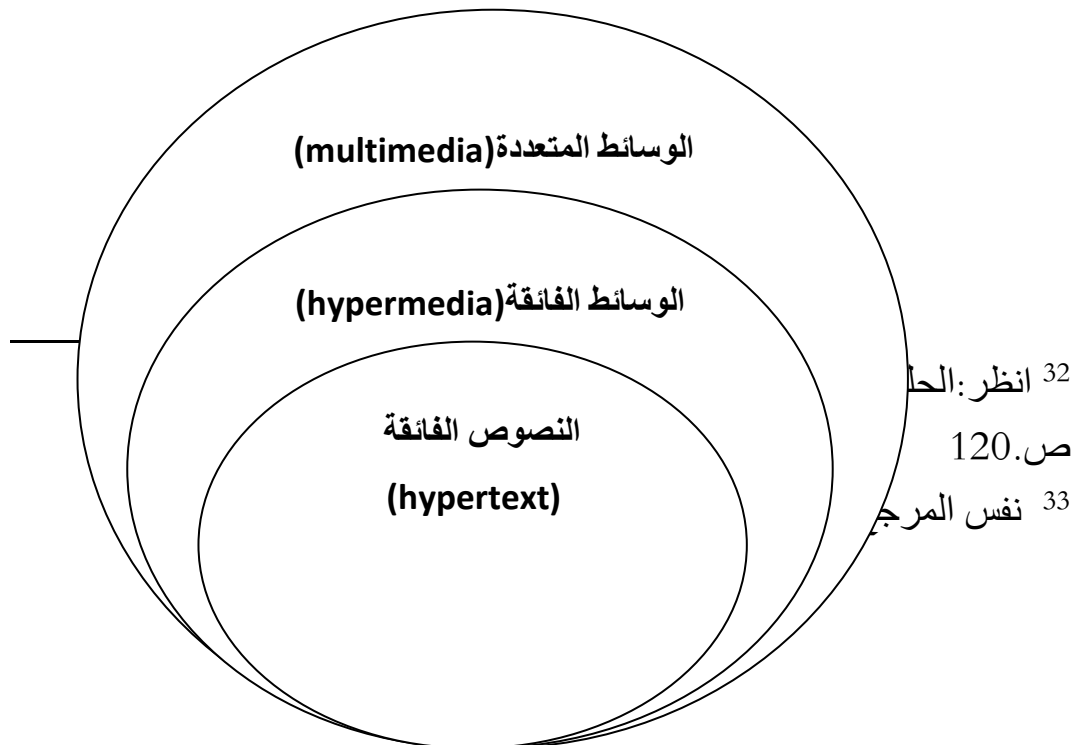 الوسائط المتعددة(multimedia)
الوسائط الفائقة(hypermedia)
النصوص الفائقة
(hypertext)
32 انظر:
ص.120
33 نفس